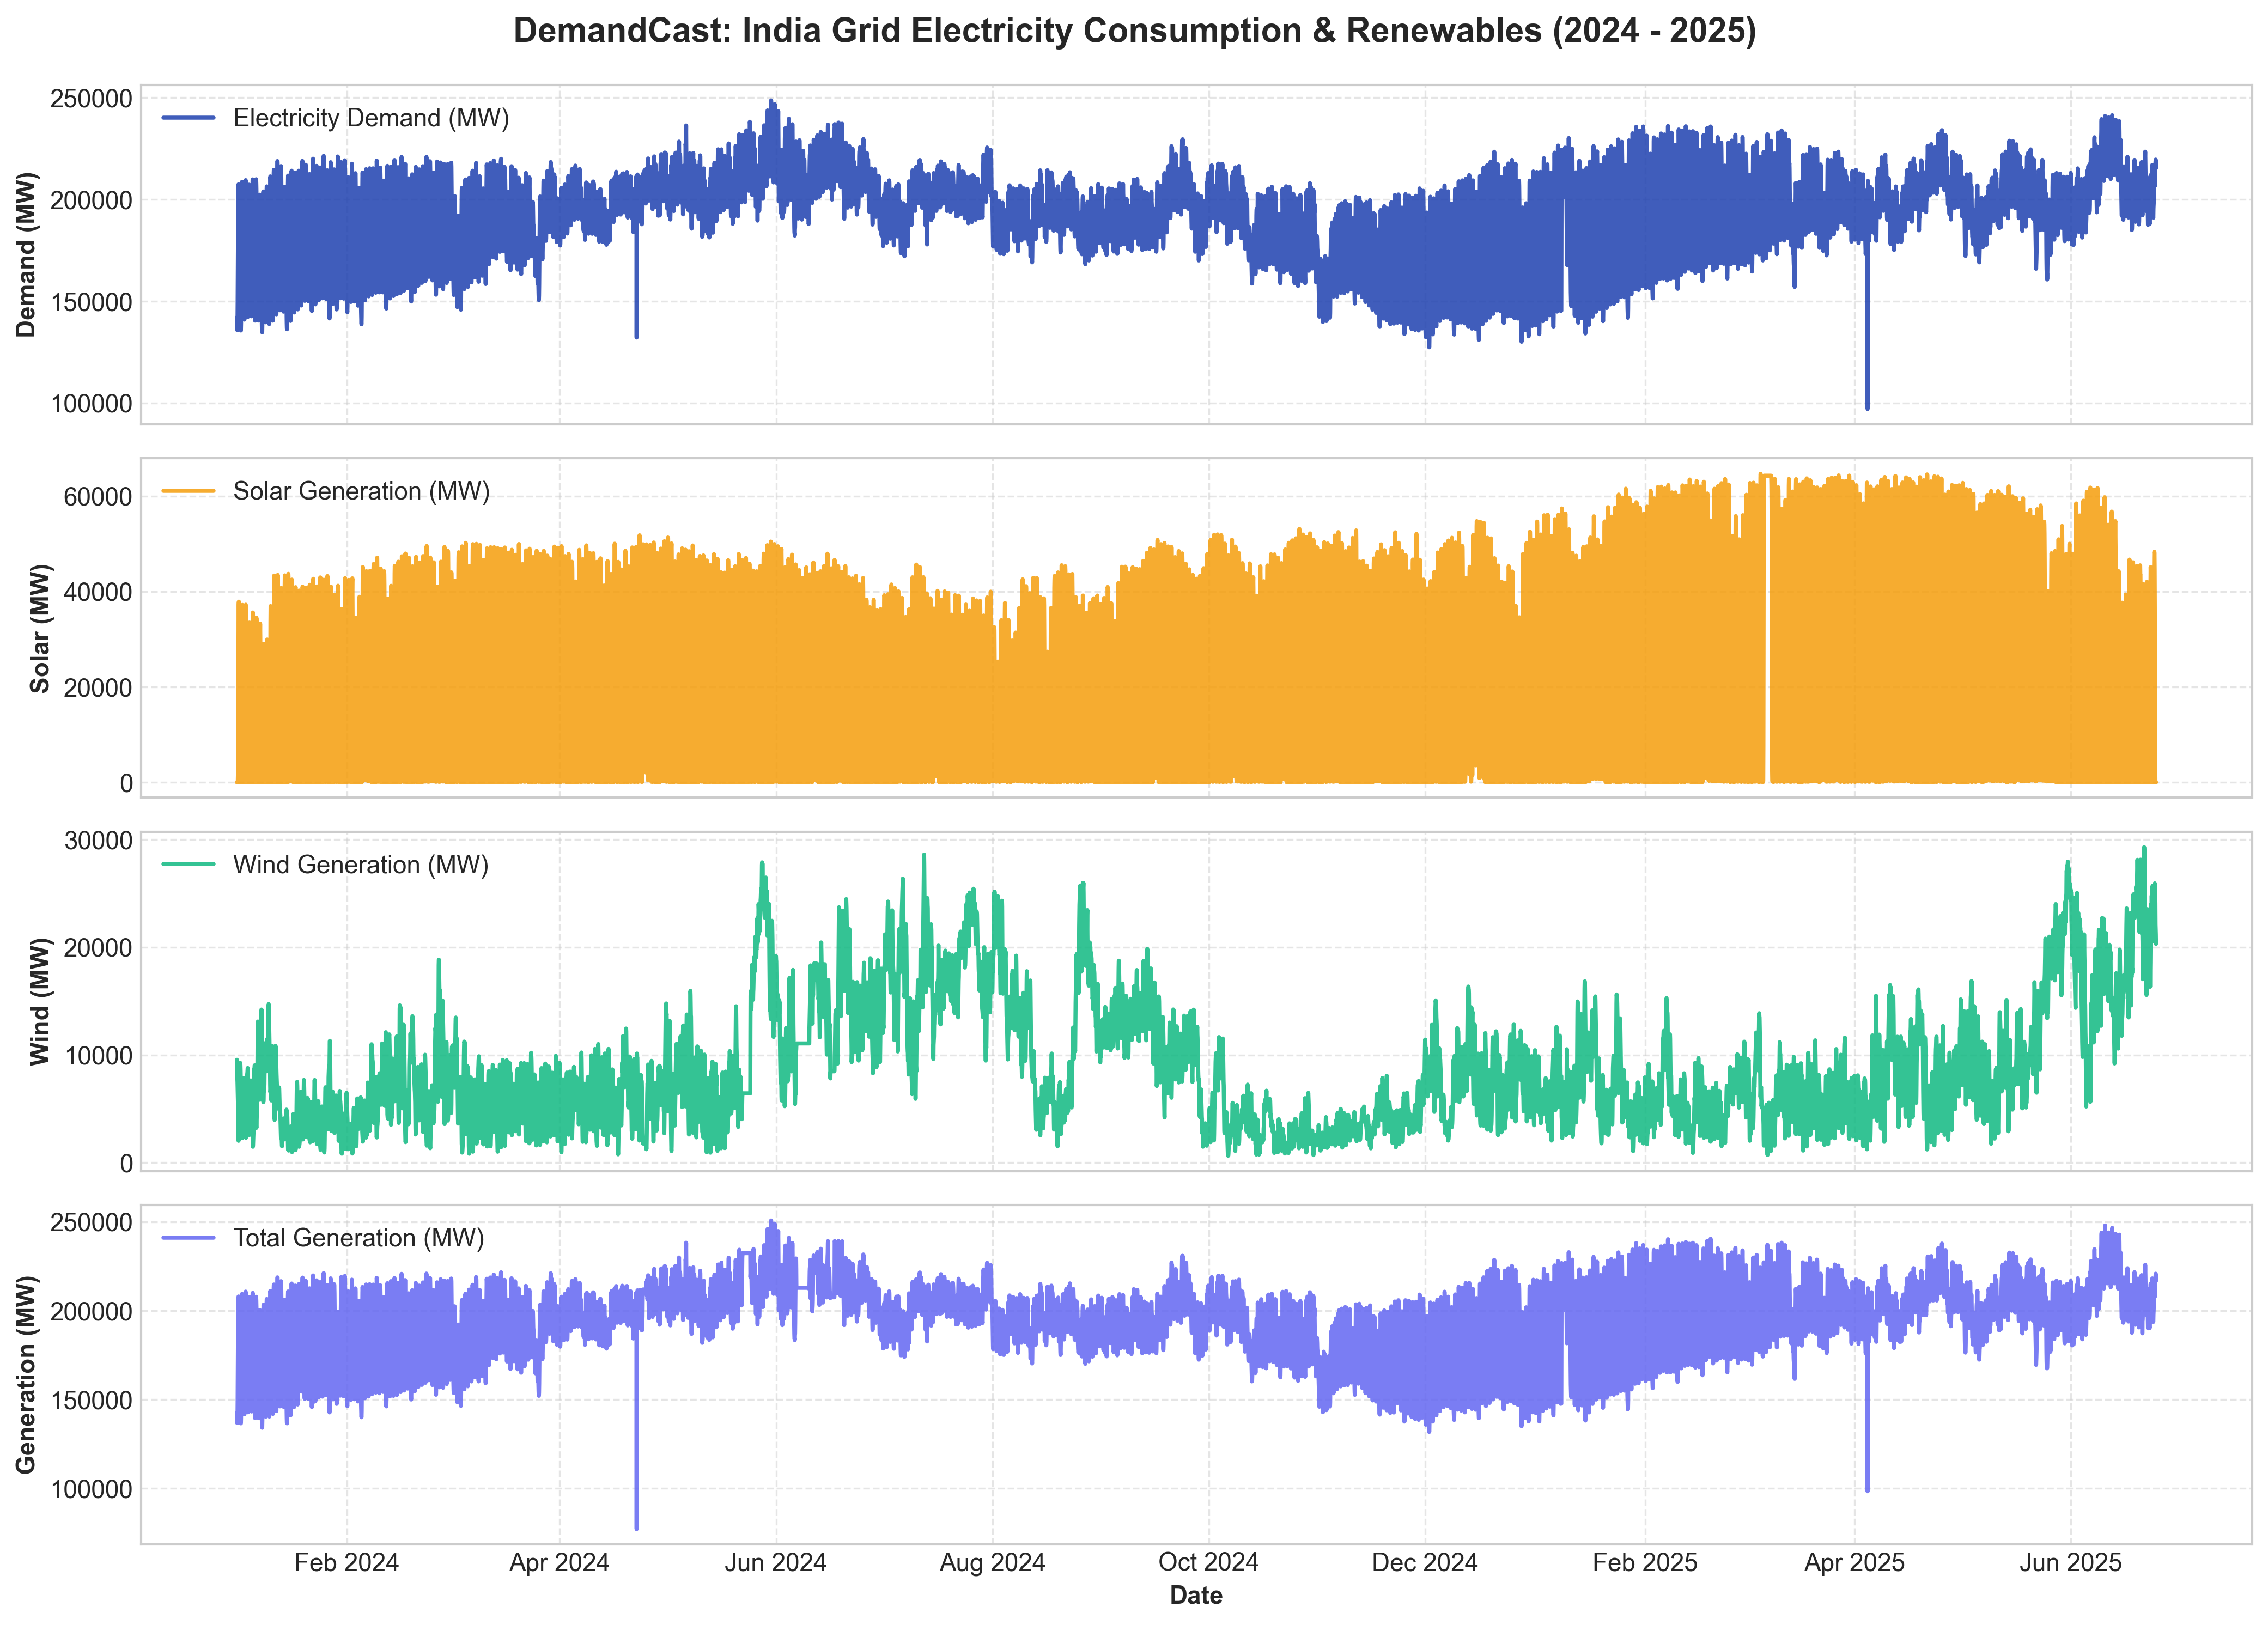 DemandCast: India Grid Electricity Consumption & Renewables (2024 - 2025)
Electricity Demand (MW)
Demand (MW)
250000
200000
150000
100000
Solar Generation (MW)
Solar (MW)
60000
40000
20000
0
Wind Generation (MW)
Wind (MW)
30000
20000
10000
0
Total Generation (MW)
Generation (MW)
250000
200000
150000
100000
Feb 2024 Apr 2024 Jun 2024 Aug 2024 Oct 2024 Dec 2024 Feb 2025 Apr 2025 Jun 2025
Date